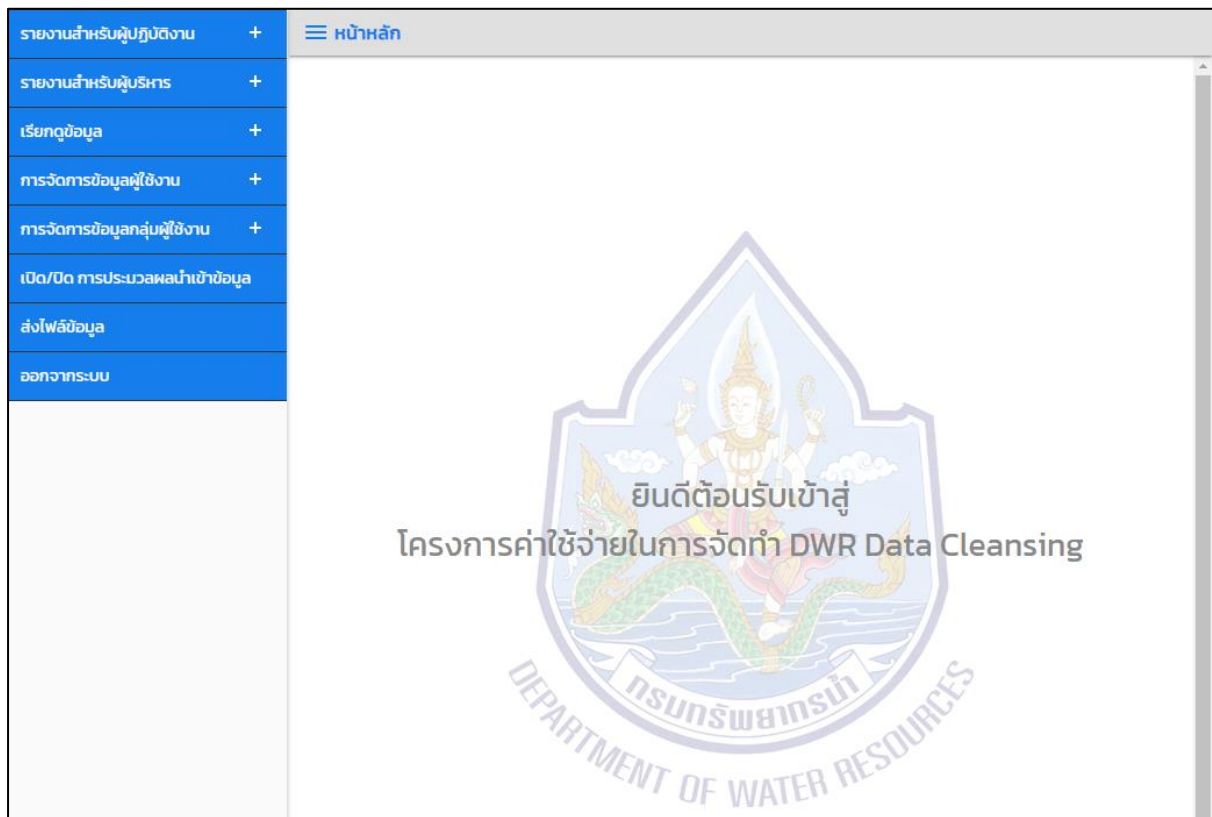 รายงานสำหรับผู้ปฏิบัติงาน +
รายงานสำหรับผู้บริหาร +
เรียกดูข้อมูล +
การจัดการข้อมูลผู้ใช้งาน +
การจัดการข้อมูลกลุ่มผู้ใช้งาน +
เปิด/ปิด การประมวลผลนำเข้าข้อมูล
ส่งไฟล์ข้อมูล
ออกจากระบบ
หน้าหลัก
ยินดีต้อนรับเข้าสู่
โครงการค่าใช้จ่ายในการจัดทำ DWR Data Cleansing
กรมทรัพยากรน้ำ
DEPARTMENT OF WATER RESOURCES